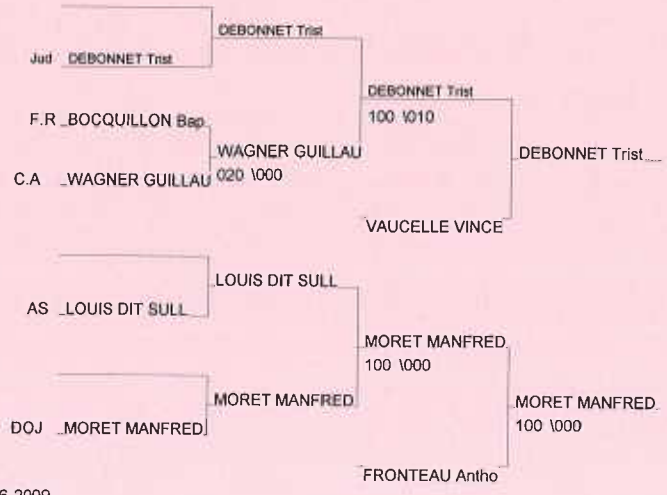 DEBONNET Trist
Jud DEBONNET Trist
DEBONNET Trist
100 \010
F.R BOCQUILLON Bap
WAGNER GUILLAU
020 \000
DEBONNET Trist
C.A WAGNER GUILLAU
VAUCELLE VINCE
LOUIS DIT SULL
AS LOUIS DIT SULL
MORET MANFRED
100 \000
MORET MANFRED
MORET MANFRED
100 \000
DOJ MORET MANFRED
FRONTEAU Antho
6-2009